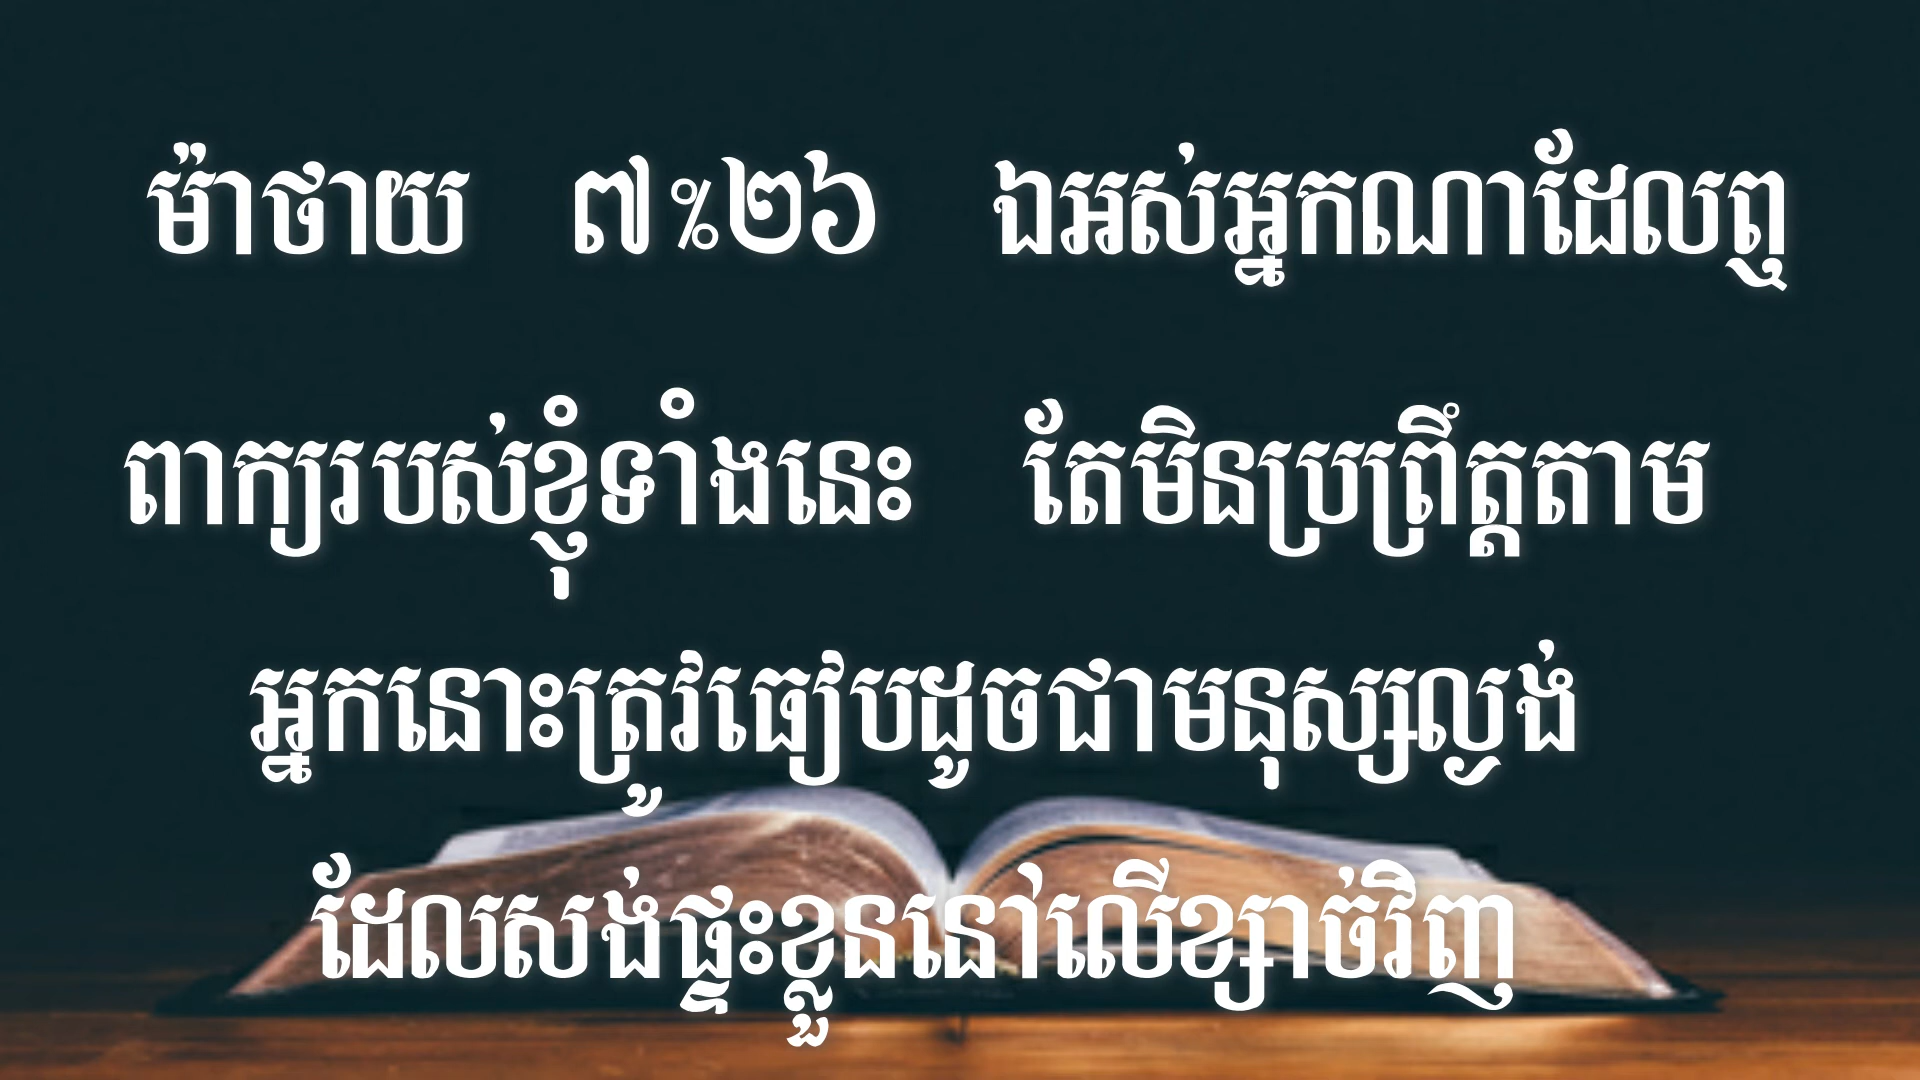 ម៉ាថាយ ៧%២៦ ឯអស់អ្នកណាដែលឮ
ពាក្យរបស់ខ្ញុំទាំងនេះ តែមិនប្រព្រឹត្តតាម
អ្នកនោះត្រូវធៀបដូចជាមនុស្សល្ងង់
ដែលសង់ផ្ទះខ្លួននៅលើខ្សាច់វិញ